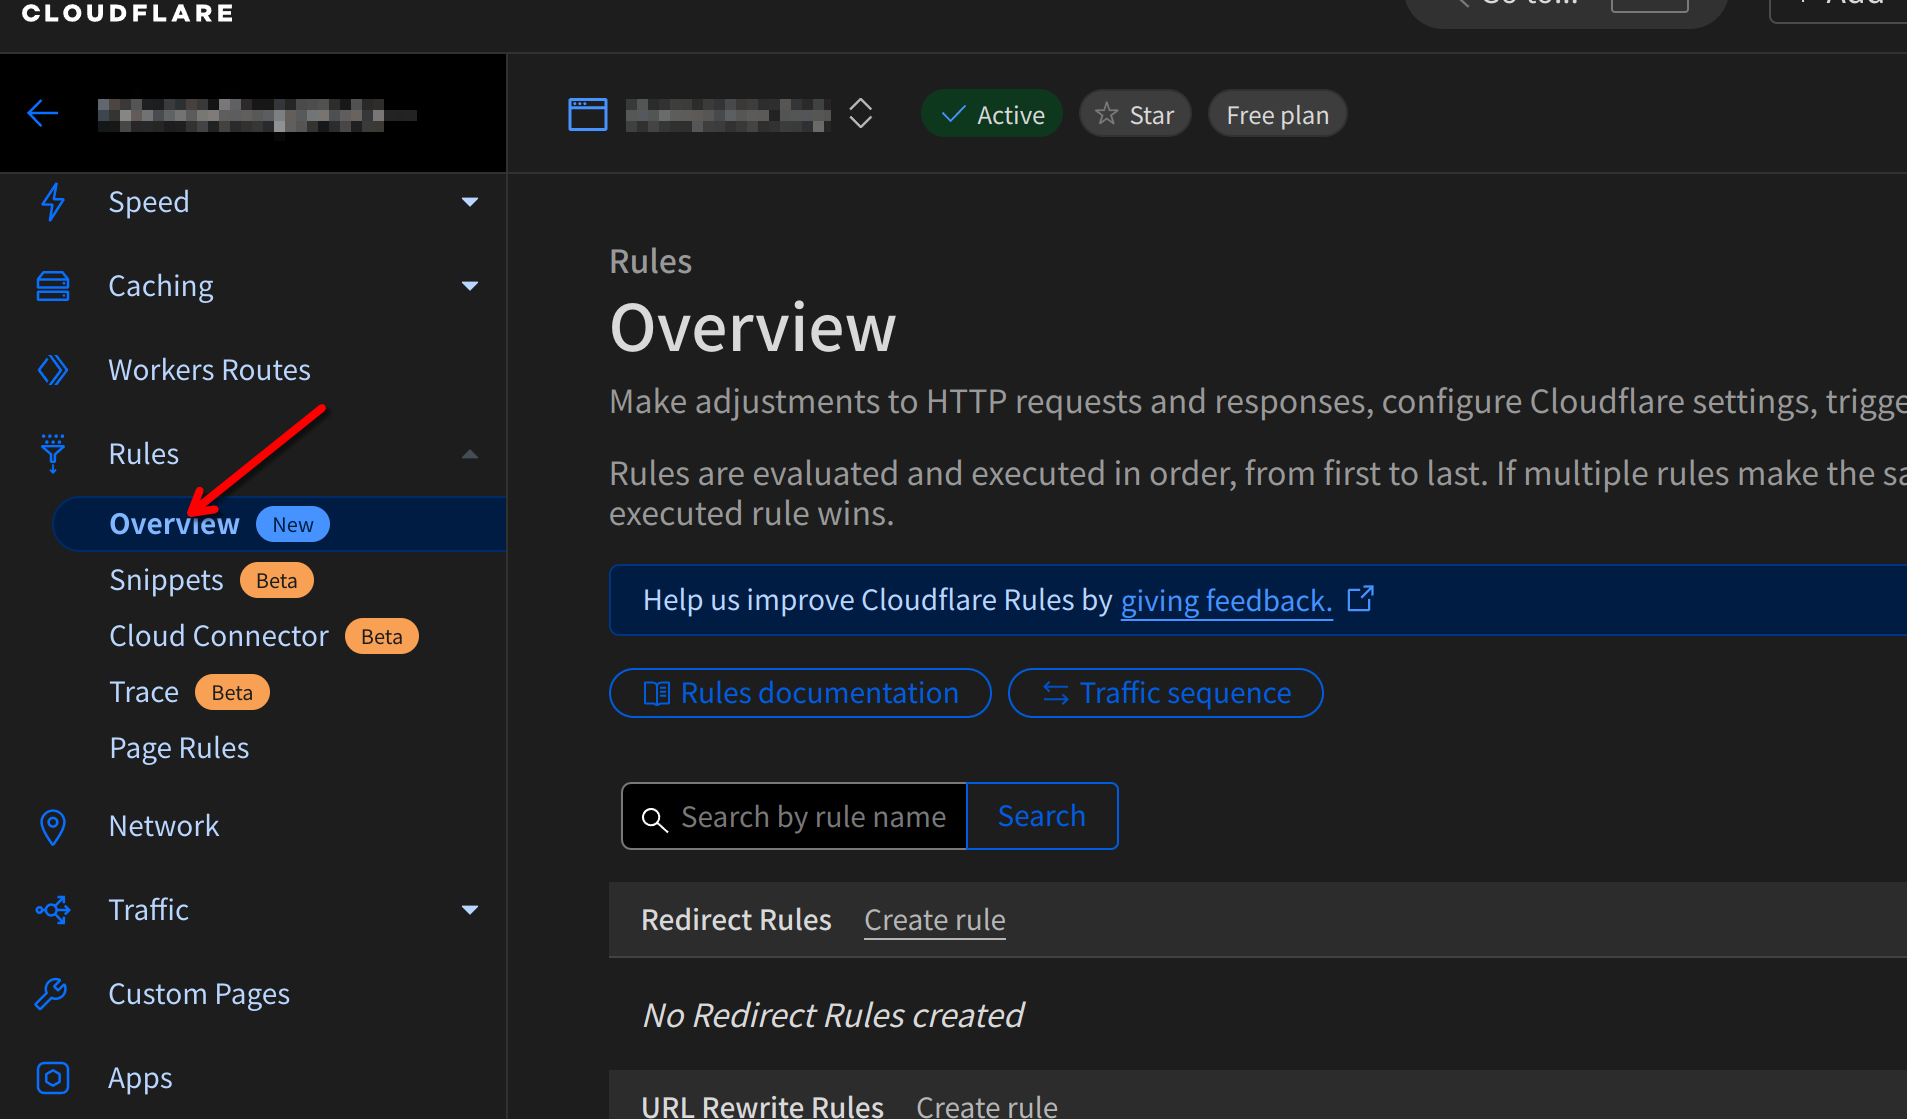 CLOUDFLARE
Go to...
Add
Active
Star
Free plan
Speed
Caching
Workers Routes
Rules
Overview New
Snippets Beta
Cloud Connector Beta
Trace Beta
Page Rules
Network
Traffic
Custom Pages
Apps
Rules
Overview
Make adjustments to HTTP requests and responses, configure Cloudflare settings, trigge
Rules are evaluated and executed in order, from first to last. If multiple rules make the sa
executed rule wins.
Help us improve Cloudflare Rules by giving feedback.
Rules documentation
Traffic sequence
Search by rule name
Search
Redirect Rules Create rule
No Redirect Rules created
URL Rewrite Rules Create rule